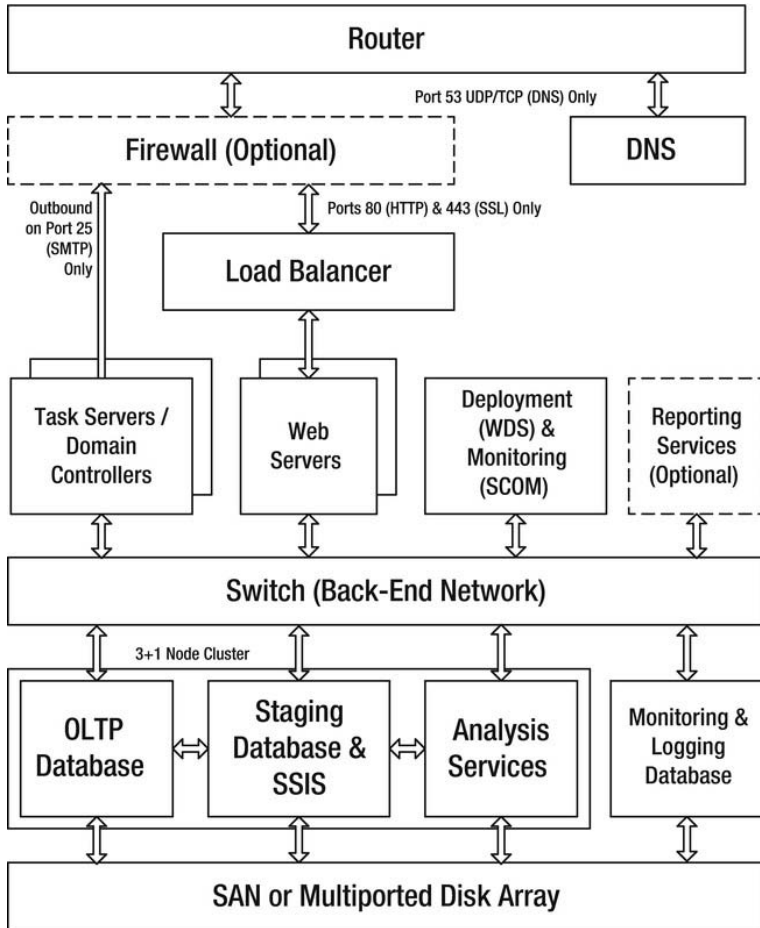 Router
Port 53 UDP/TCP (DNS) Only
Firewall (Optional)
DNS
Outbound
on Port 25
(SMTP)
Only
Ports 80 (HTTP) & 443 (SSL) Only
Load Balancer
Task Servers /
Domain
Controllers
Web
Servers
Deployment
(WDS) &
Monitoring
(SCOM)
Reporting
Services
(Optional)
Switch (Back-End Network)
3+1 Node Cluster
OLTP
Database
Staging
Database &
SSIS
Analysis
Services
Monitoring &
Logging
Database
SAN or Multiported Disk Array